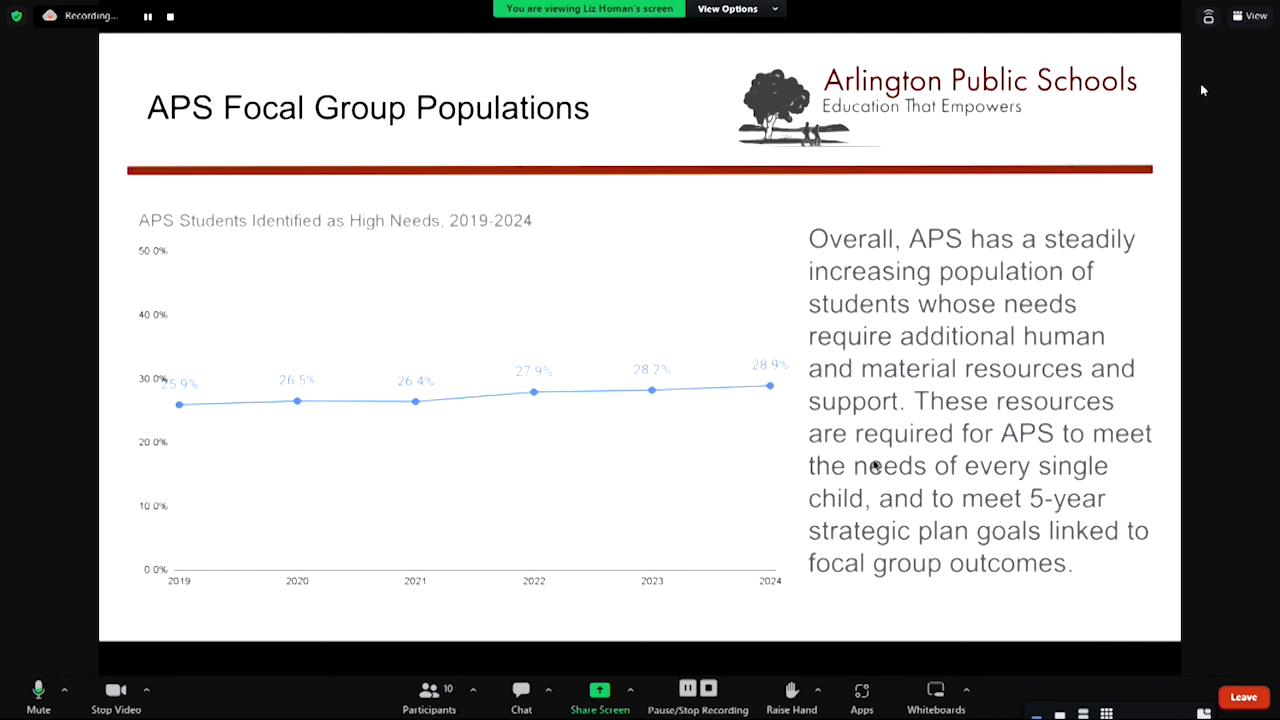 Recording...
You are viewing Liz Homan's screen
View Options
View
APS Focal Group Populations
Arlington Public Schools
Education That Empowers
APS Students Identified as High Needs, 2019-2024
50 0%
40 0%
30 0%
20 0%
10 0%
0 0%
25 9%
26 5%
26 4%
27 9%
28 2%
28 9%
2019
2020
2021
2022
2023
2024
Overall, APS has a steadily
increasing population of
students whose needs
require additional human
and material resources and
support. These resources
are required for APS to meet
the needs of every single
child, and to meet 5-year
strategic plan goals linked to
focal group outcomes.
Mute
Stop Video
10
Participants
Chat
Share Screen
Pause/Stop Recording
Raise Hand
Apps
Whiteboards
Leave